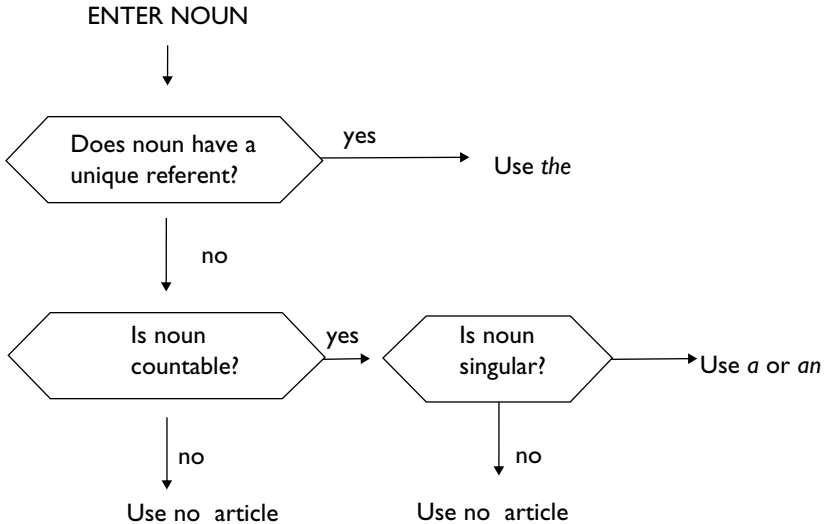 ENTER NOUN
Does noun have a
unique referent?
yes
Use the
no
Is noun
countable?
yes
Is noun
singular?
Use a or an
no
no
Use no article
Use no article